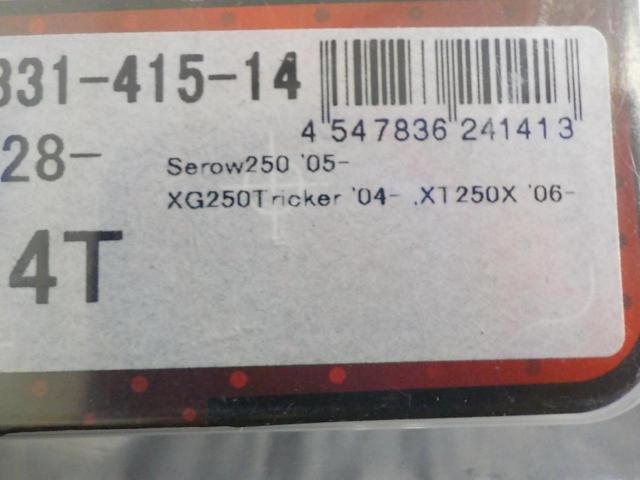 331-415-14
4 547836 241413
28-
Serow250 '05-
XG250Tricker '04- .XT250X '06-
4T